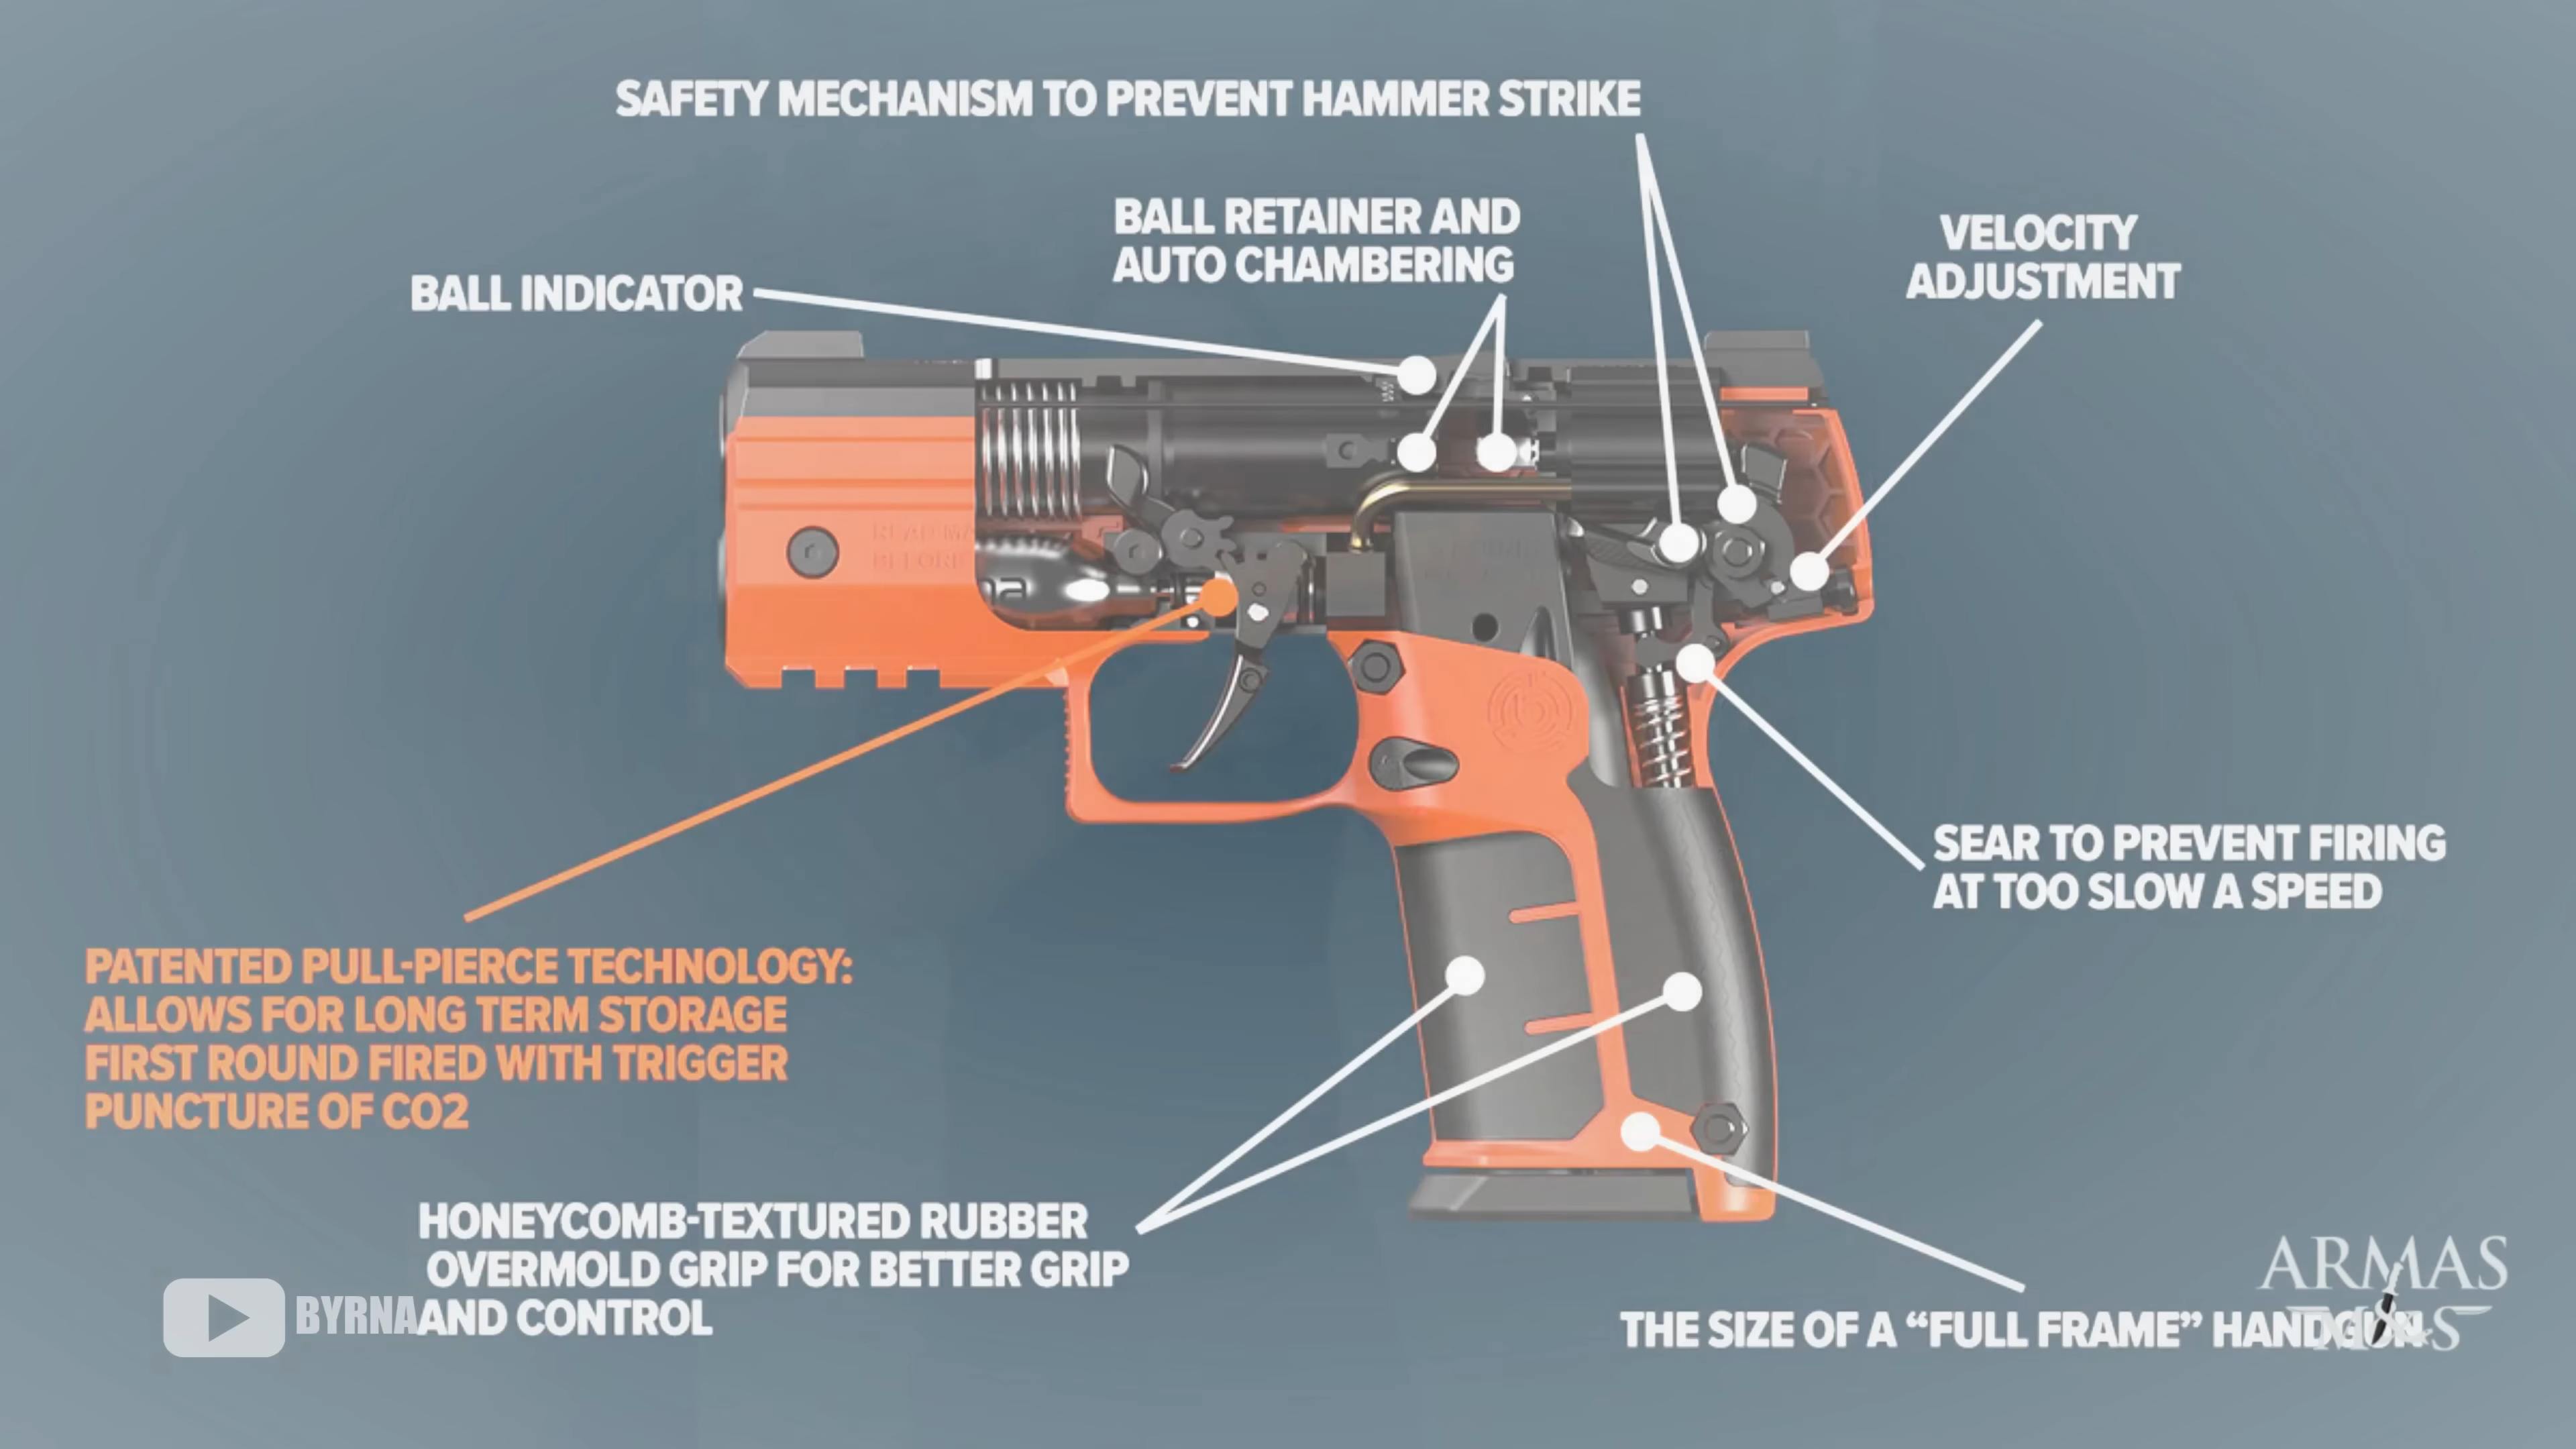 SAFETY MECHANISM TO PREVENT HAMMER STRIKE
BALL RETAINER AND
AUTO CHAMBERING
VELOCITY
ADJUSTMENT
BALL INDICATOR
SEAR TO PREVENT FIRING
AT TOO SLOW A SPEED
PATENTED PULL-PIERCE TECHNOLOGY:
ALLOWS FOR LONG TERM STORAGE
FIRST ROUND FIRED WITH TRIGGER
PUNCTURE OF CO2
HONEYCOMB-TEXTURED RUBBER
OVERMOLD GRIP FOR BETTER GRIP
AND CONTROL
BYRNA
THE SIZE OF A “FULL FRAME” HANDGUN
ARMAS
M&S